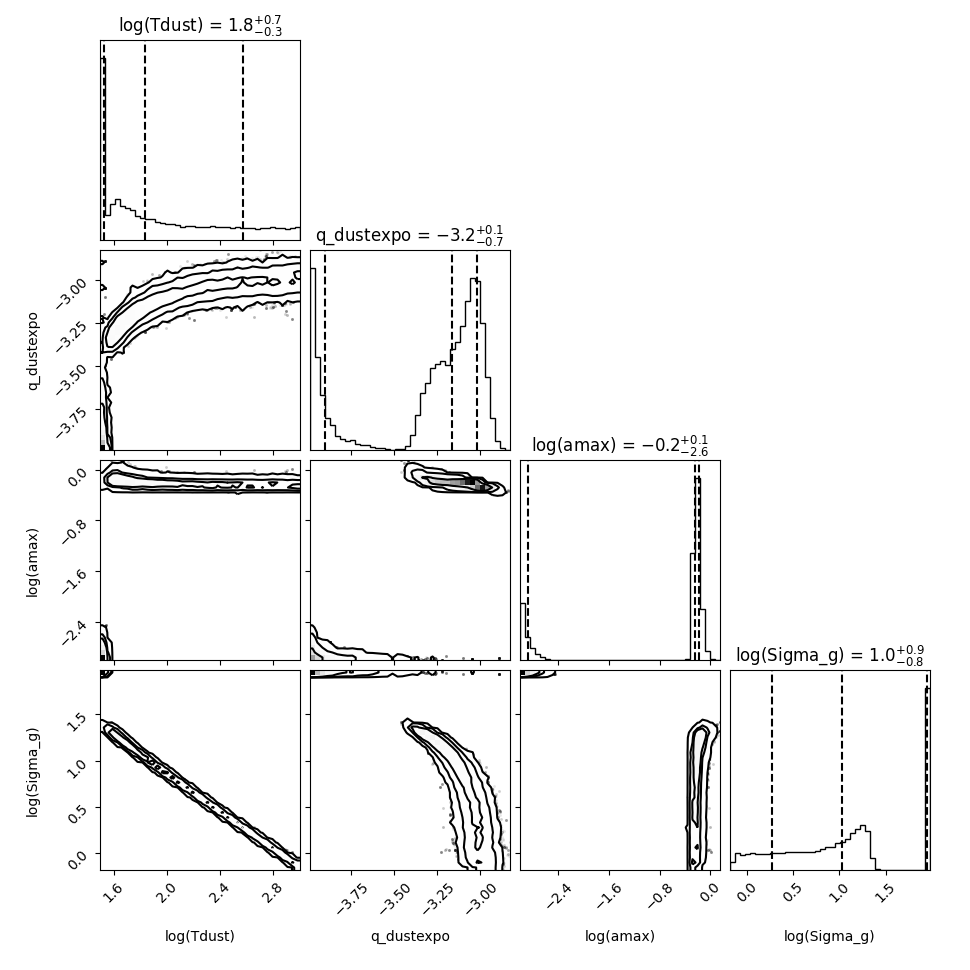 log(Tdust) = 1.8+0.7−0.3
q_dustexpo = −3.2+0.1−0.7
−3.00
−3.25
−3.50
−3.75
q_dustexpo
log(amax) = −0.2+0.1−2.6
0.0
−0.8
−1.6
−2.4
log(amax)
log(Sigma_g) = 1.0+0.9−0.8
1.5
1.0
0.5
0.0
log(Sigma_g)
1.6 2.0 2.4 2.8 −3.75 −3.50 −3.25 −3.00 −2.4 −1.6 −0.8 0.0 0.0 0.5 1.0 1.5
log(Tdust) q_dustexpo log(amax) log(Sigma_g)